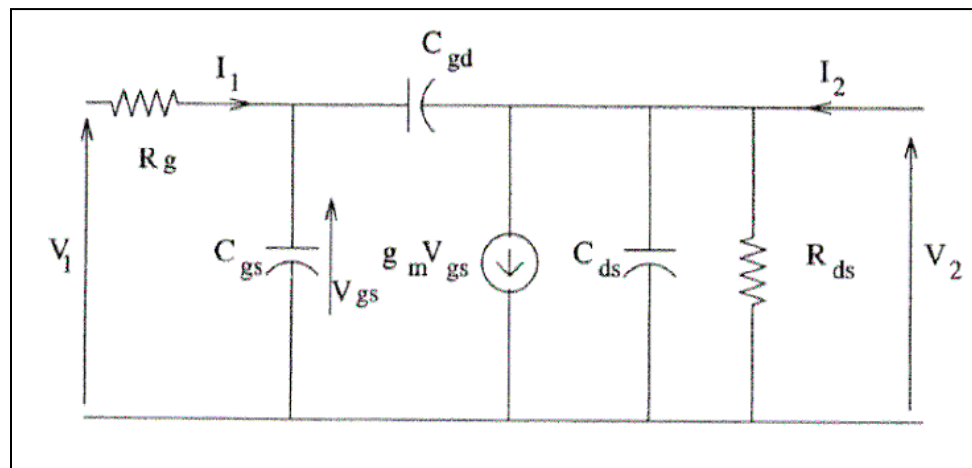 C gd
I 1
I 2
R g
V 1
C gs
V gs
g m V gs
C ds
R ds
V 2